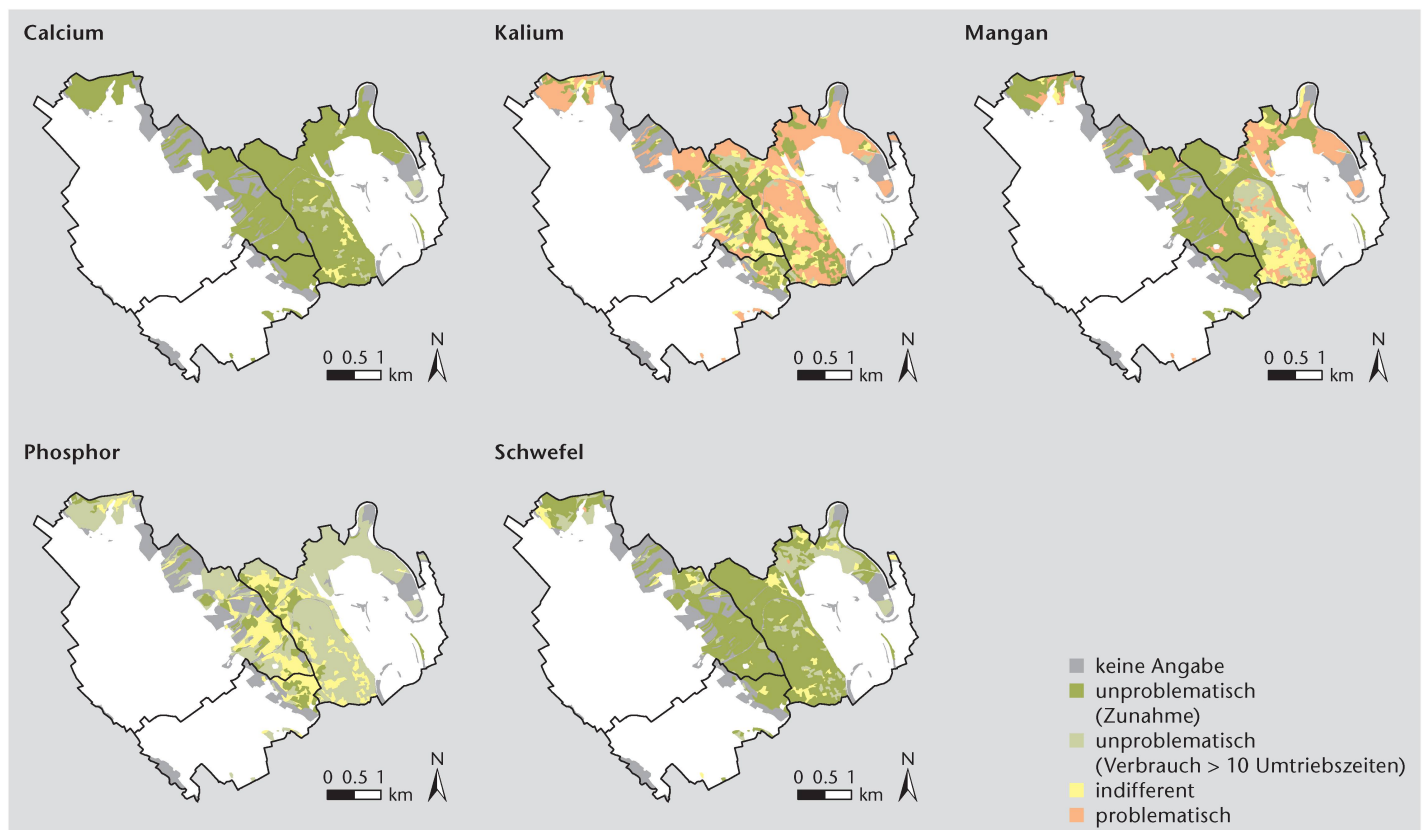 Calcium
Kalium
Mangan
N
0 0.5 1
km
N
0 0.5 1
km
N
0 0.5 1
km
Phosphor
Schwefel
N
0 0.5 1
km
N
0 0.5 1
km
keine Angabe
unproblematisch
(Zunahme)
unproblematisch
(Verbrauch > 10 Umtriebszeiten)
indifferent
problematisch